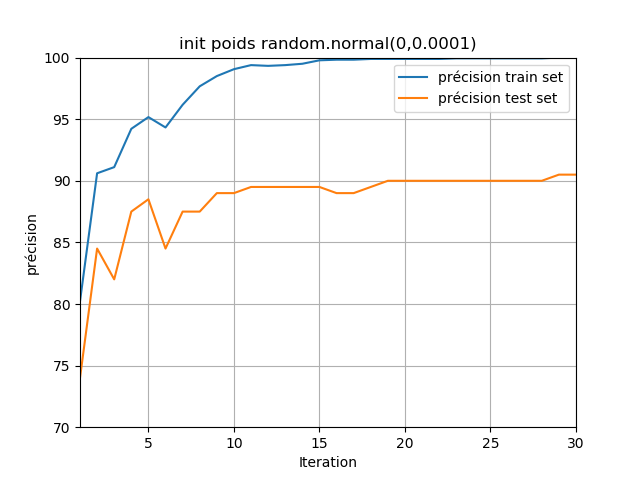 init poids random.normal(0,0.0001)
100
95
90
85
80
75
70
précision
précision train set
précision test set
5
10
15
20
25
30
Iteration